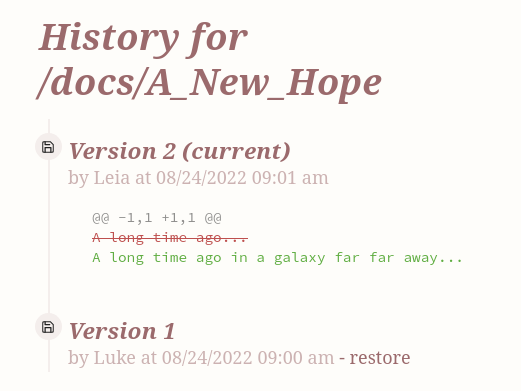 History for
/docs/A_New_Hope
Version 2 (current)
by Leia at 08/24/2022 09:01 am
@@ -1,1 +1,1 @@
A long time ago...
A long time ago in a galaxy far far away...
Version 1
by Luke at 08/24/2022 09:00 am - restore